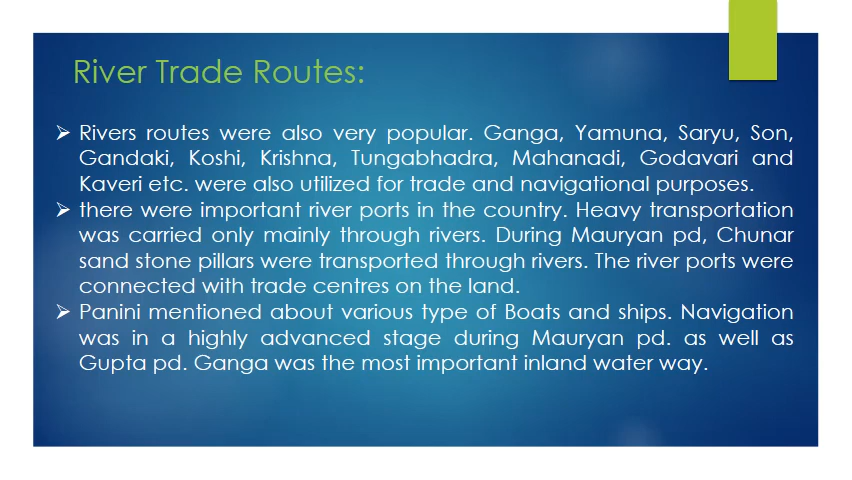 River Trade Routes:
➢ Rivers routes were also very popular. Ganga, Yamuna, Saryu, Son,
Gandaki, Koshi, Krishna, Tungabhadra, Mahanadi, Godavari and
Kaveri etc. were also utilized for trade and navigational purposes.
➢ there were important river ports in the country. Heavy transportation
was carried only mainly through rivers. During Mauryan pd, Chunar
sand stone pillars were transported through rivers. The river ports were
connected with trade centres on the land.
➢ Panini mentioned about various type of Boats and ships. Navigation
was in a highly advanced stage during Mauryan pd. as well as
Gupta pd. Ganga was the most important inland water way.